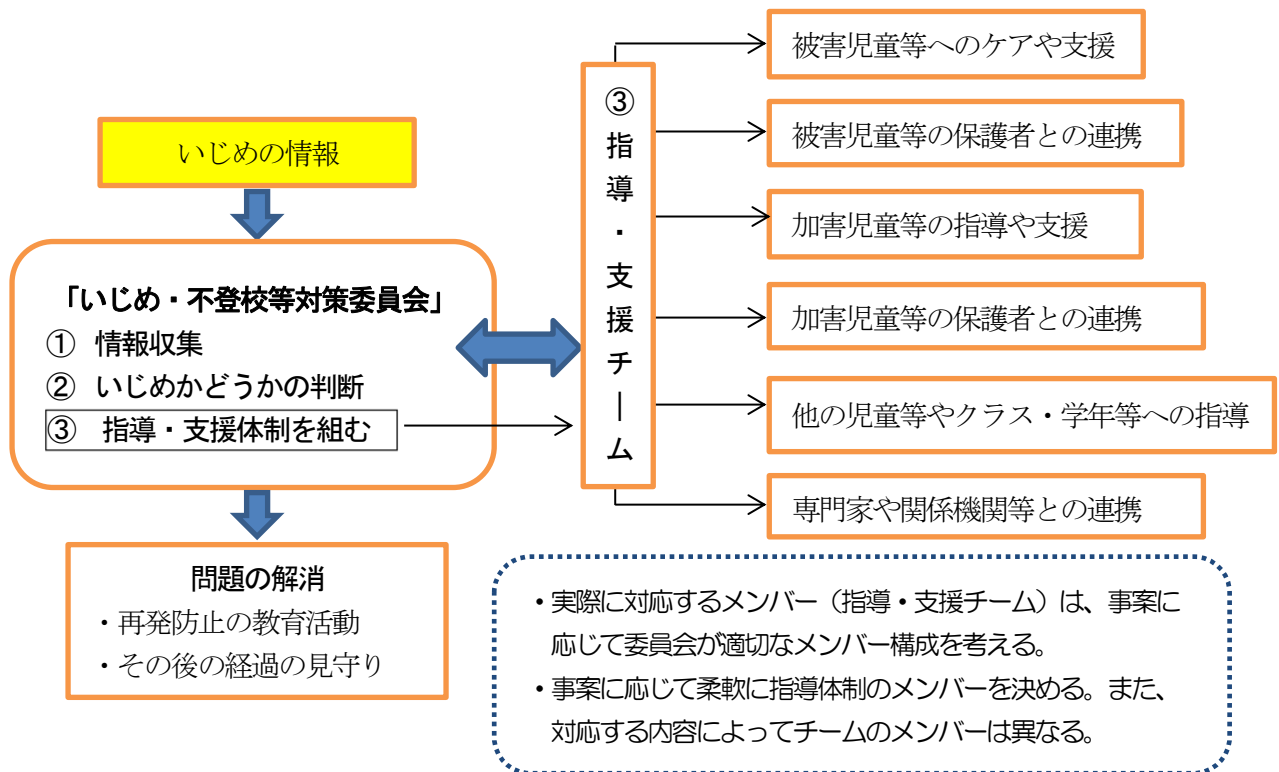 いじめの情報
「いじめ・不登校等対策委員会」
① 情報収集
② いじめかどうかの判断
③ 指導・支援体制を組む
問題の解消
・再発防止の教育活動
・その後の経過の見守り
③指導・支援チーム
被害児童等へのケアや支援
被害児童等の保護者との連携
加害児童等の指導や支援
加害児童等の保護者との連携
他の児童等やクラス・学年等への指導
専門家や関係機関等との連携
・実際に対応するメンバー（指導・支援チーム）は、事案に
応じて委員会が適切なメンバー構成を考える。
・事案に応じて柔軟に指導体制のメンバーを決める。また、
対応する内容によってチームのメンバーは異なる。